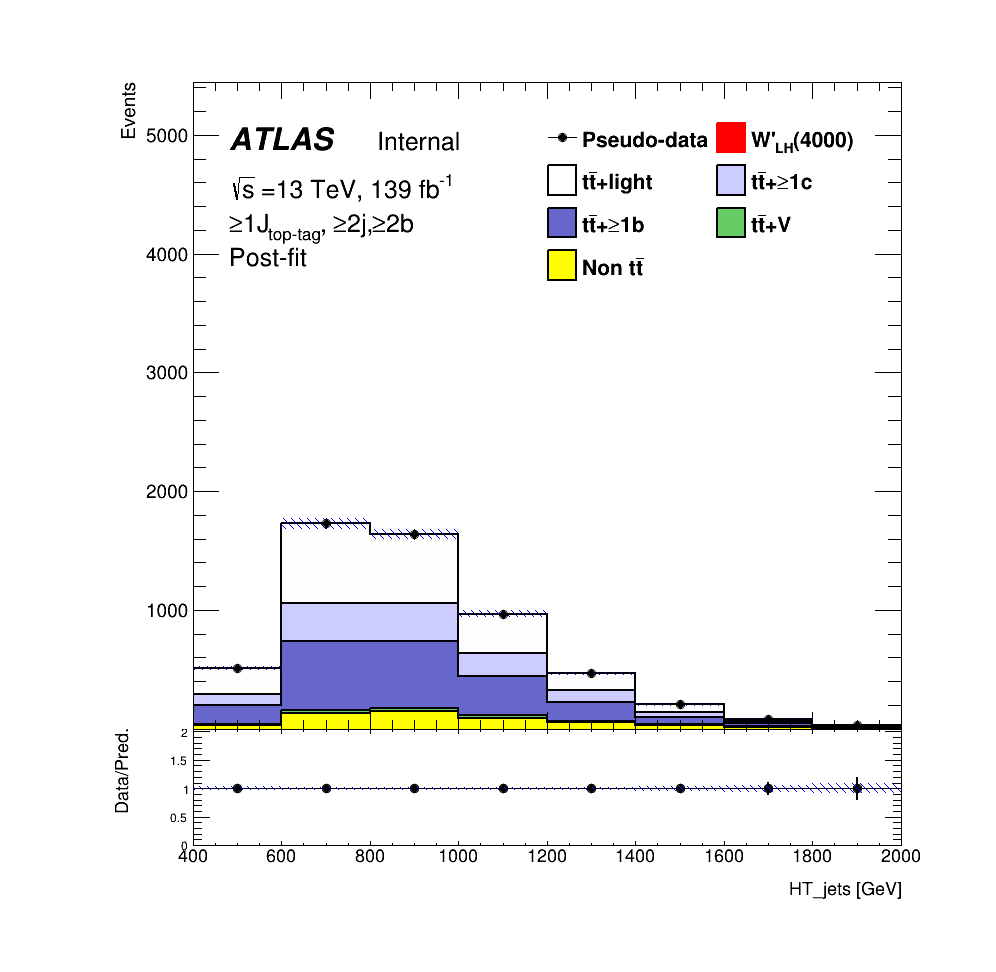 Events
5000
4000
3000
2000
1000
ATLAS Internal
√s =13 TeV, 139 fb-1
≥1Jtop-tag, ≥2j,≥2b
Post-fit
Pseudo-data W′LH(4000)
tt̄+light tt̄+≥1c
tt̄+≥1b tt̄+V
Non tt̄
Data/Pred.
2
1.5
1
0.5
0
400 600 800 1000 1200 1400 1600 1800 2000
HT_jets [GeV]